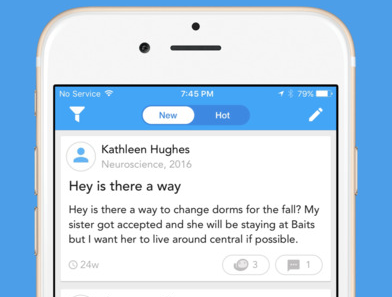 No Service 7:45 PM 79%
New Hot
Kathleen Hughes
Neuroscience, 2016
Hey is there a way
Hey is there a way to change dorms for the fall? My
sister got accepted and she will be staying at Baits
but I want her to live around central if possible.
24w 3 1